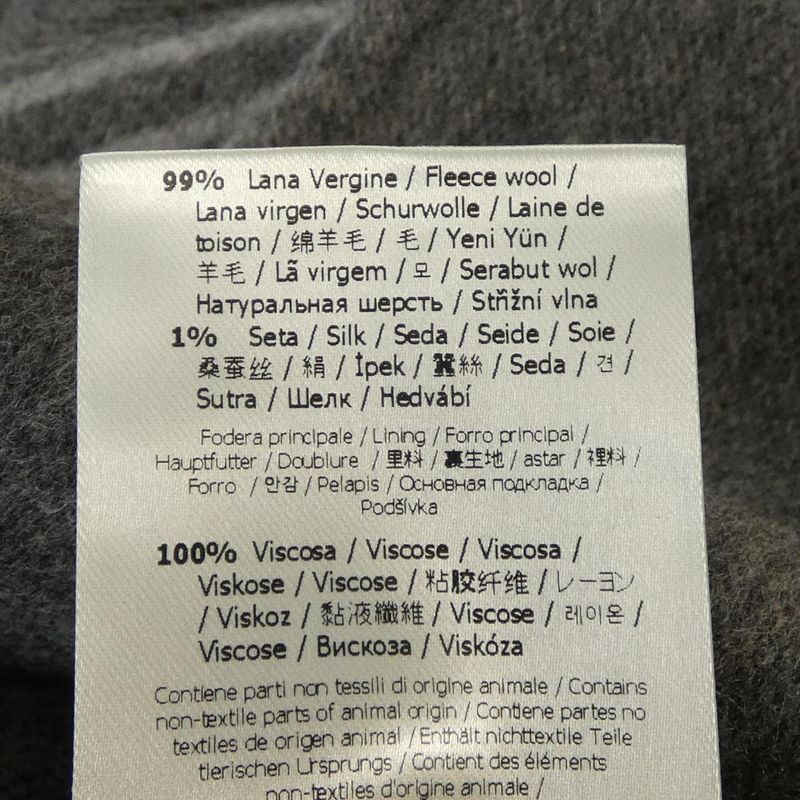 99% Lana Vergine / Fleece wool /
Lana virgen / Schurwolle / Laine de
toison / 绵羊毛 / 毛 / Yeni Yün /
羊毛 / Lã virgem / 모 / Serabut wol /
Натуральная шерсть / Střižní vlna
1% Seta / Silk / Seda / Seide / Soie /
桑蚕丝 / 絹 / İpek / 蠶絲 / Seda / 견 /
Sutra / Шелк / Hedvábí
Fodera principale / Lining / Forro principal /
Hauptfutter / Doublure / 里料 / 裏生地 / astar / 裡料 /
Forro / 안감 / Pelapis / Основная подкладка /
Podšívka
100% Viscosa / Viscose / Viscosa /
Viskose / Viscose / 粘胶纤维 / レーヨン
/ Viskoz / 黏液纖維 / Viscose / 레이온 /
Viscose / Вискоза / Viskóza
Contiene parti non tessili di origine animale / Contains
non-textile parts of animal origin / Contiene partes no
textiles de origen animal / Enthält nichttextile Teile
tierischen Ursprungs / Contient des éléments
non-textiles d'origine animale /